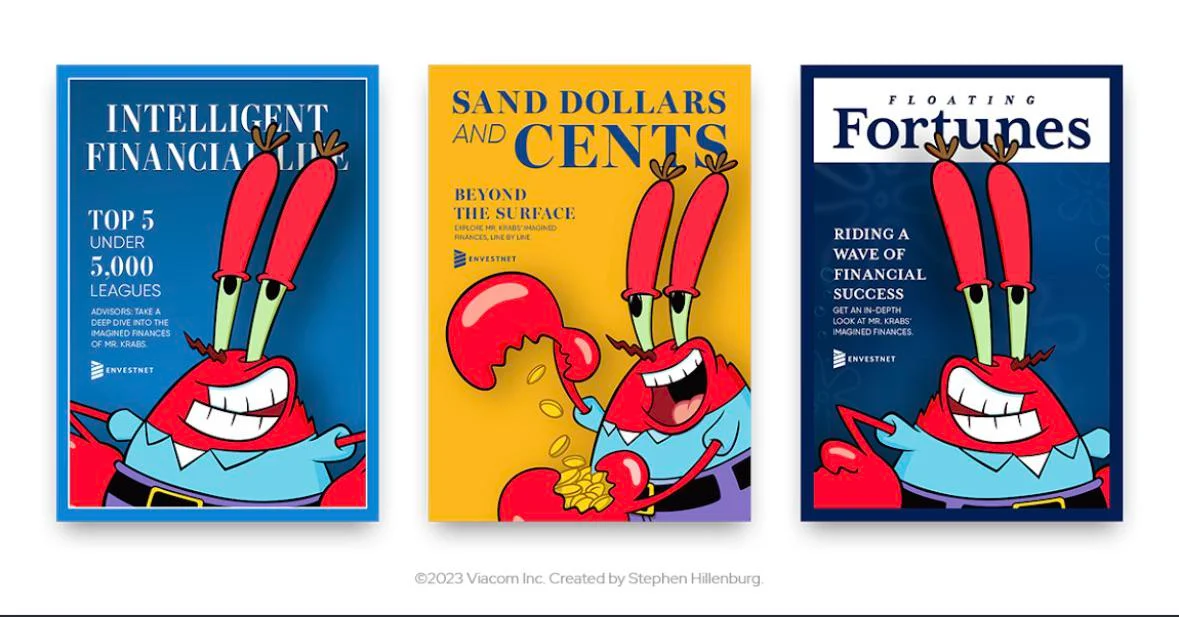 INTELLIGENT
FINANCIAL LIFE
TOP 5
UNDER
5,000
LEAGUES
ADVISORS: TAKE A
DEEP DIVE INTO THE
IMAGINED FINANCES
OF MR. KRABS.
ENVESTNET
SAND DOLLARS
AND CENTS
BEYOND
THE SURFACE
EXPLORE MR. KRABS' IMAGINED
FINANCES, LINE BY LINE.
ENVESTNET
FLOATING
Fortunes
RIDING A
WAVE OF
FINANCIAL
SUCCESS
GET AN IN-DEPTH
LOOK AT MR. KRABS'
IMAGINED FINANCES.
ENVESTNET
©2023 Viacom Inc. Created by Stephen Hillenburg.